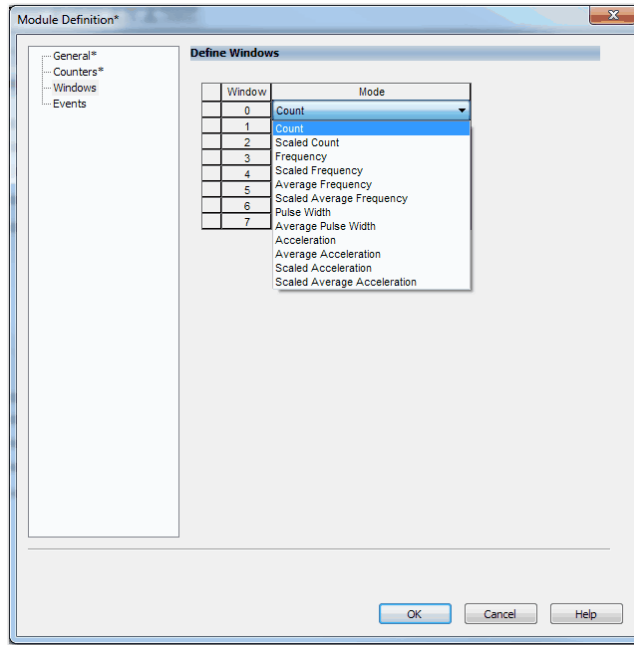 Module Definition*
General*
Counters*
Windows
Events
Define Windows
Window Mode
0 Count
1
2
3
4
5
6
7
Count
Scaled Count
Frequency
Scaled Frequency
Average Frequency
Scaled Average Frequency
Pulse Width
Average Pulse Width
Acceleration
Average Acceleration
Scaled Acceleration
Scaled Average Acceleration
OK Cancel Help